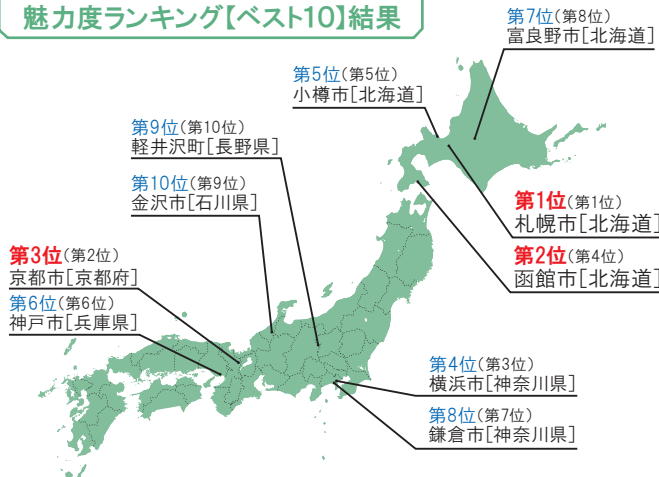 魅力度ランキング【ベスト10】結果
第7位(第8位)
富良野市[北海道]
第5位(第5位)
小樽市[北海道]
第9位(第10位)
軽井沢町[長野県]
第10位(第9位)
金沢市[石川県]
第1位(第1位)
札幌市[北海道]
第2位(第4位)
函館市[北海道]
第3位(第2位)
京都市[京都府]
第6位(第6位)
神戸市[兵庫県]
第4位(第3位)
横浜市[神奈川県]
第8位(第7位)
鎌倉市[神奈川県]